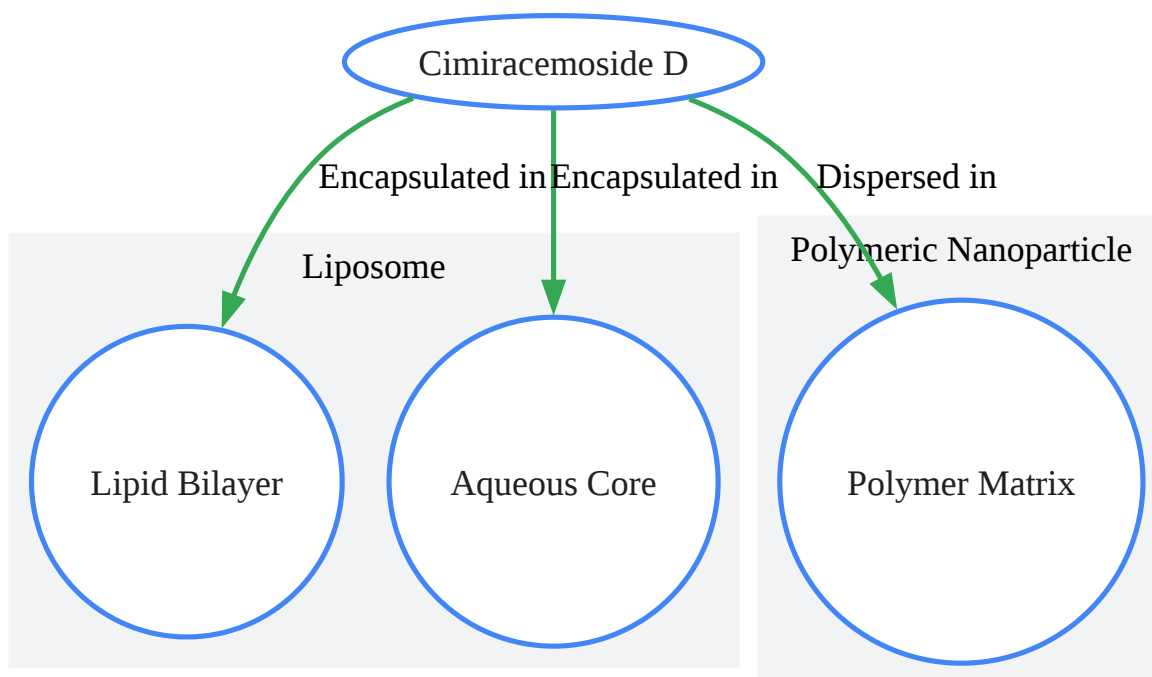 Cimiracemoside D
Encapsulated in
Encapsulated in
Dispersed in
Liposome
Polymeric Nanoparticle
Lipid Bilayer
Aqueous Core
Polymer Matrix